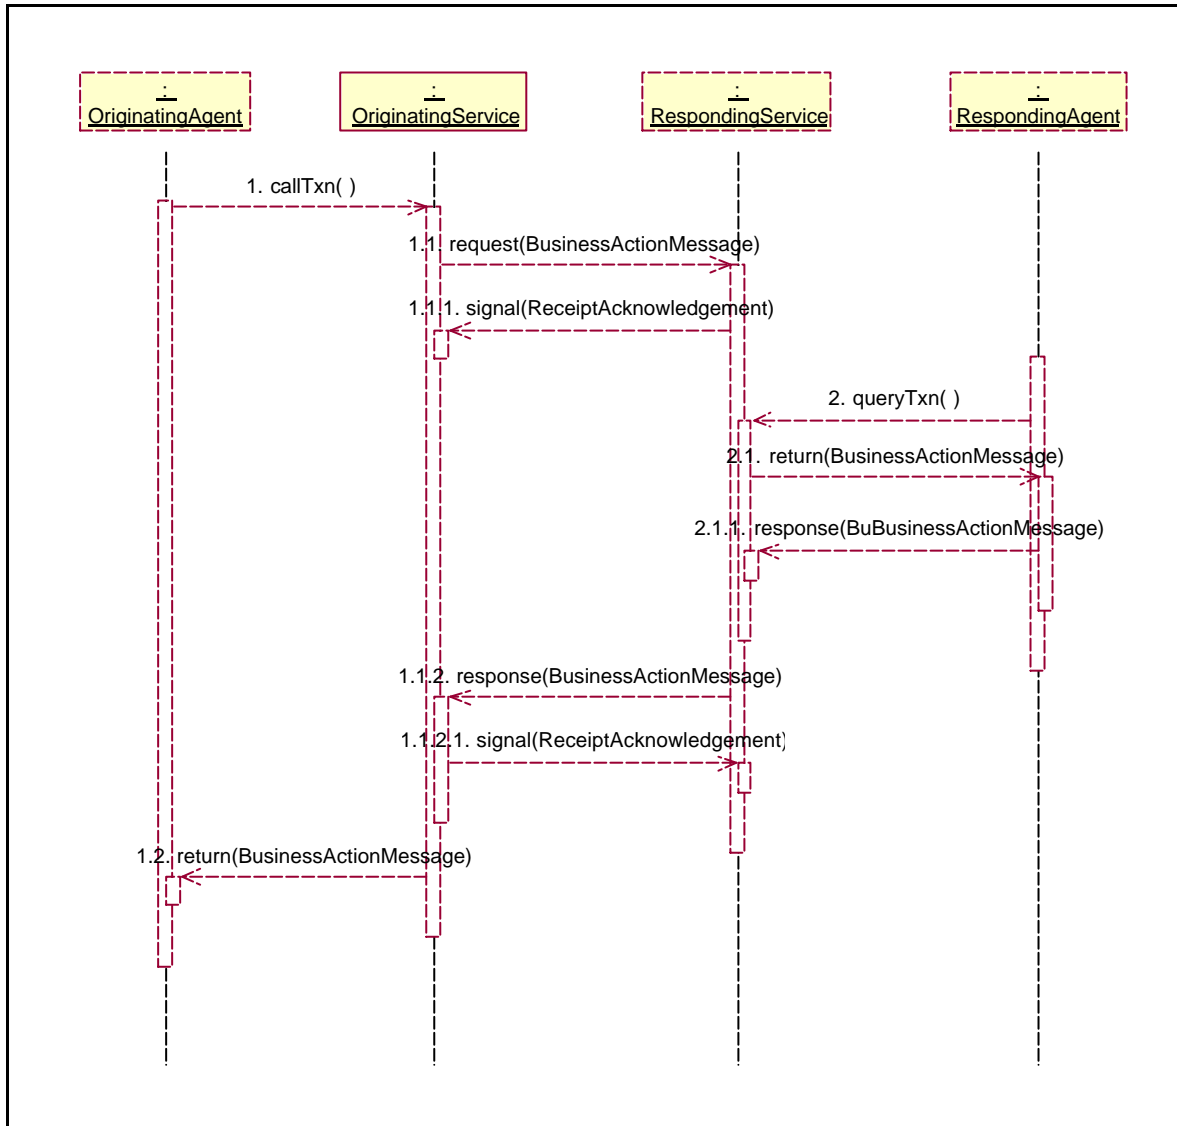 :
OriginatingAgent
:
OriginatingService
:
RespondingService
:
RespondingAgent
1. callTxn( )
1.1. request(BusinessActionMessage)
1.1.1. signal(ReceiptAcknowledgement)
2. queryTxn( )
2.1. return(BusinessActionMessage)
2.1.1. response(BuBusinessActionMessage)
1.1.2. response(BusinessActionMessage)
1.1.2.1. signal(ReceiptAcknowledgement)
1.2. return(BusinessActionMessage)